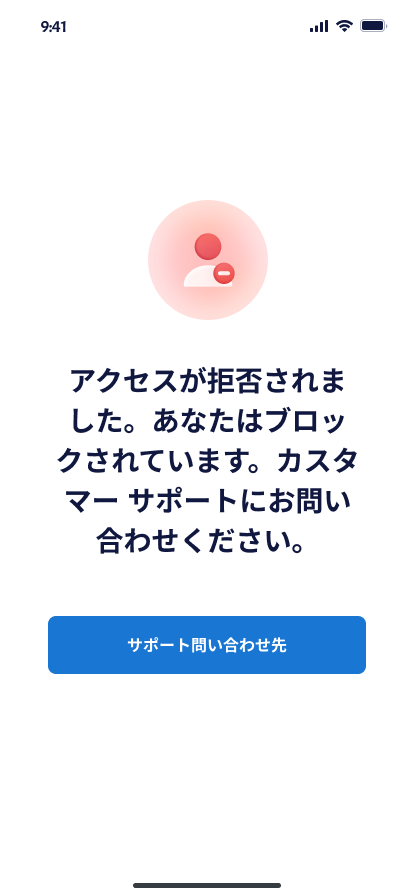 9:41
アクセスが拒否されま
した。あなたはブロッ
クされています。カスタ
マー サポートにお問い
合わせください。
サポート問い合わせ先